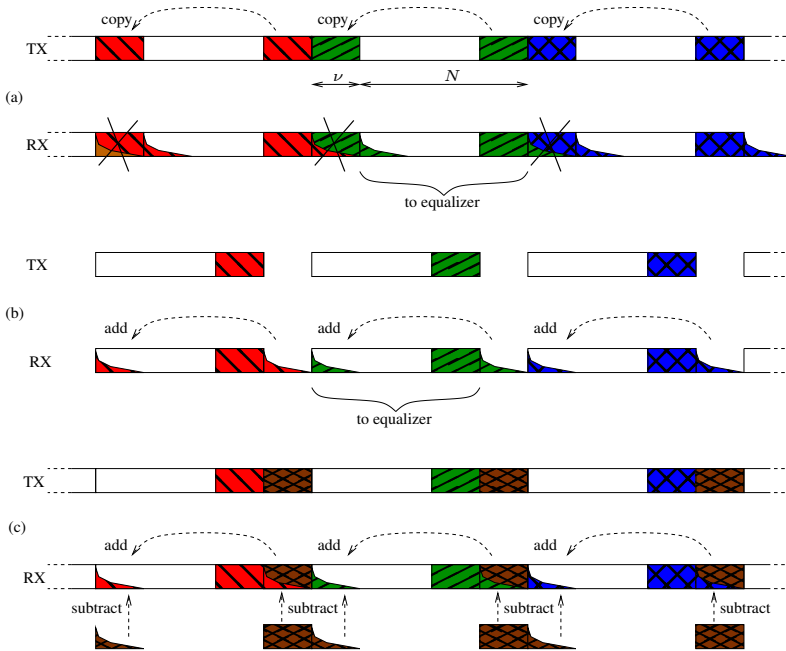 copy copy copy
TX
ν N
(a)
RX
to equalizer
TX
(b)
add add add
RX
to equalizer
TX
(c)
add add add
RX
subtract subtract subtract subtract